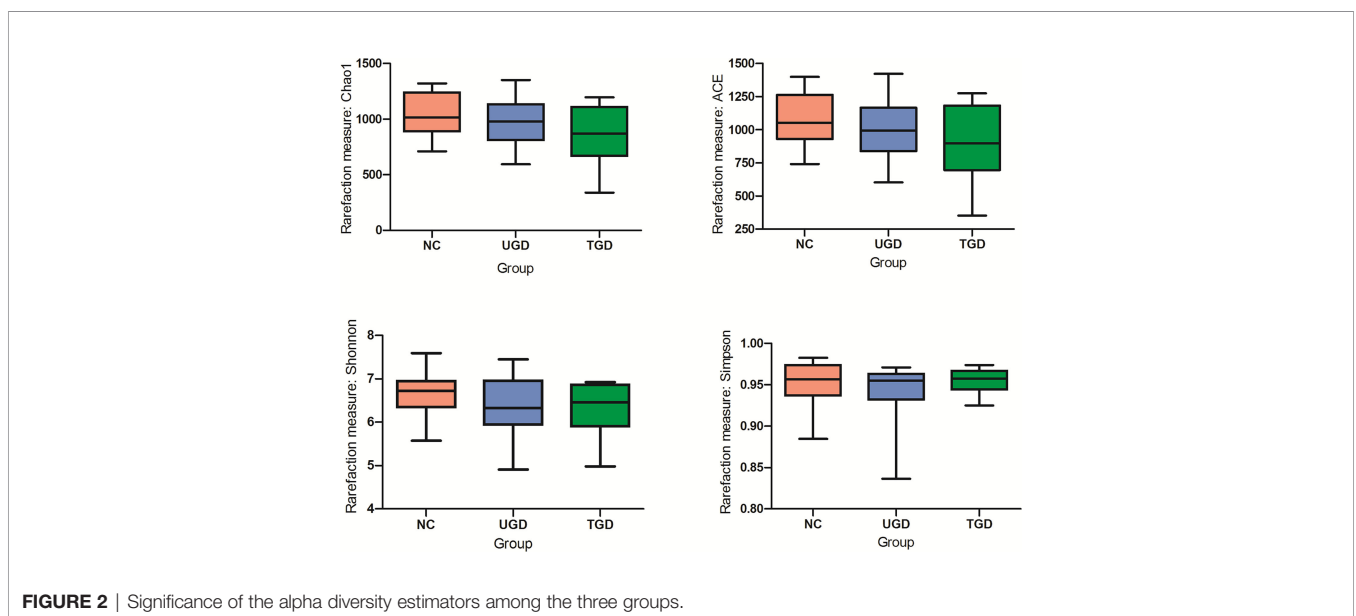 Rarefaction measure: Chao1
1500
1000
500
0
NC UGD TGD
Group
Rarefaction measure: ACE
1500
1250
1000
750
500
250
NC UGD TGD
Group
Rarefaction measure: Shonnon
8
7
6
5
4
NC UGD TGD
Group
Rarefaction measure: Simpson
1.00
0.95
0.90
0.85
0.80
NC UGD TGD
Group
FIGURE 2 | Significance of the alpha diversity estimators among the three groups.